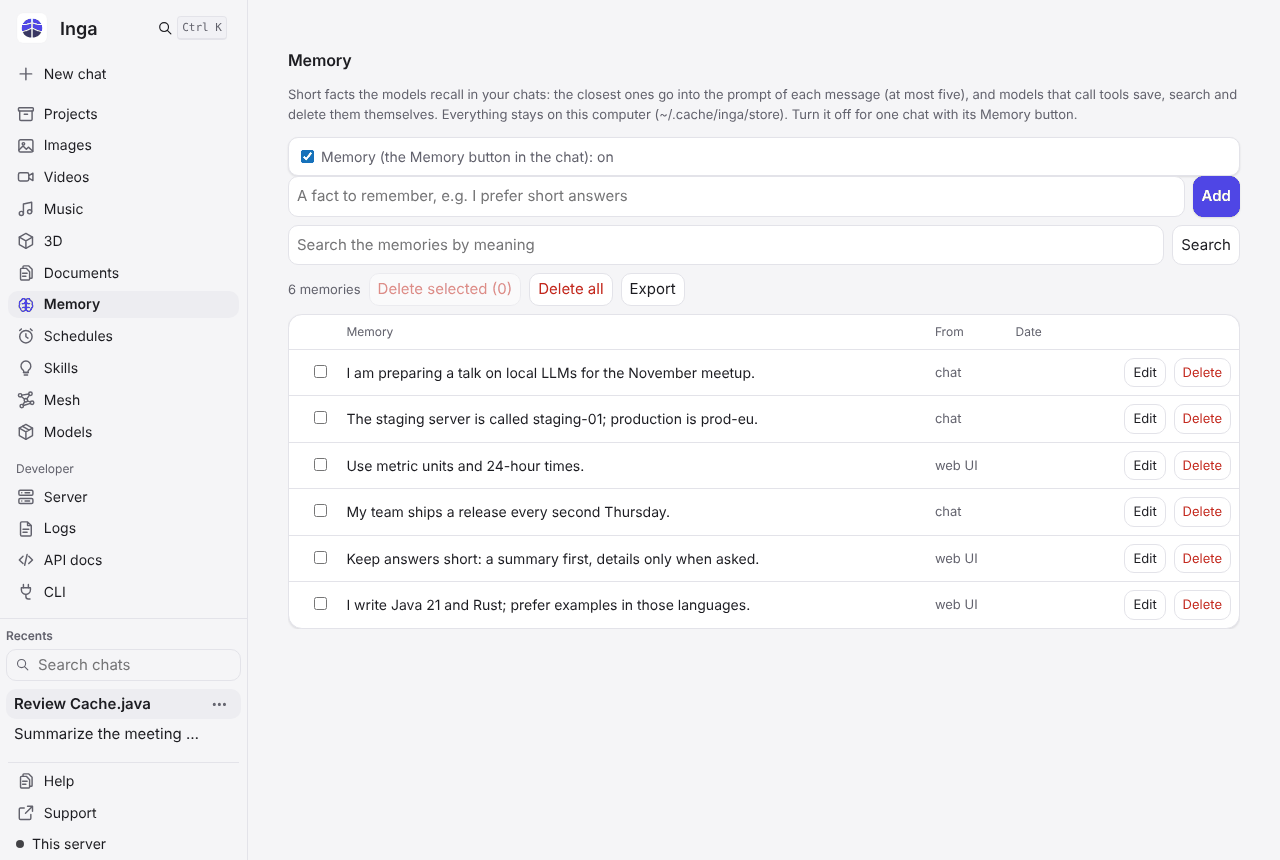 Inga
Ctrl K
New chat
Projects
Images
Videos
Music
3D
Documents
Memory
Schedules
Skills
Mesh
Models
Developer
Server
Logs
API docs
CLI
Recents
Search chats
Review Cache.java
Summarize the meeting ...
Help
Support
This server
Memory
Short facts the models recall in your chats: the closest ones go into the prompt of each message (at most five), and models that call tools save, search and
delete them themselves. Everything stays on this computer (~/.cache/inga/store). Turn it off for one chat with its Memory button.
Memory (the Memory button in the chat): on
A fact to remember, e.g. I prefer short answers
Add
Search the memories by meaning
Search
6 memories Delete selected (0) Delete all Export
Memory From Date
I am preparing a talk on local LLMs for the November meetup. chat Edit Delete
The staging server is called staging-01; production is prod-eu. chat Edit Delete
Use metric units and 24-hour times. web UI Edit Delete
My team ships a release every second Thursday. chat Edit Delete
Keep answers short: a summary first, details only when asked. web UI Edit Delete
I write Java 21 and Rust; prefer examples in those languages. web UI Edit Delete